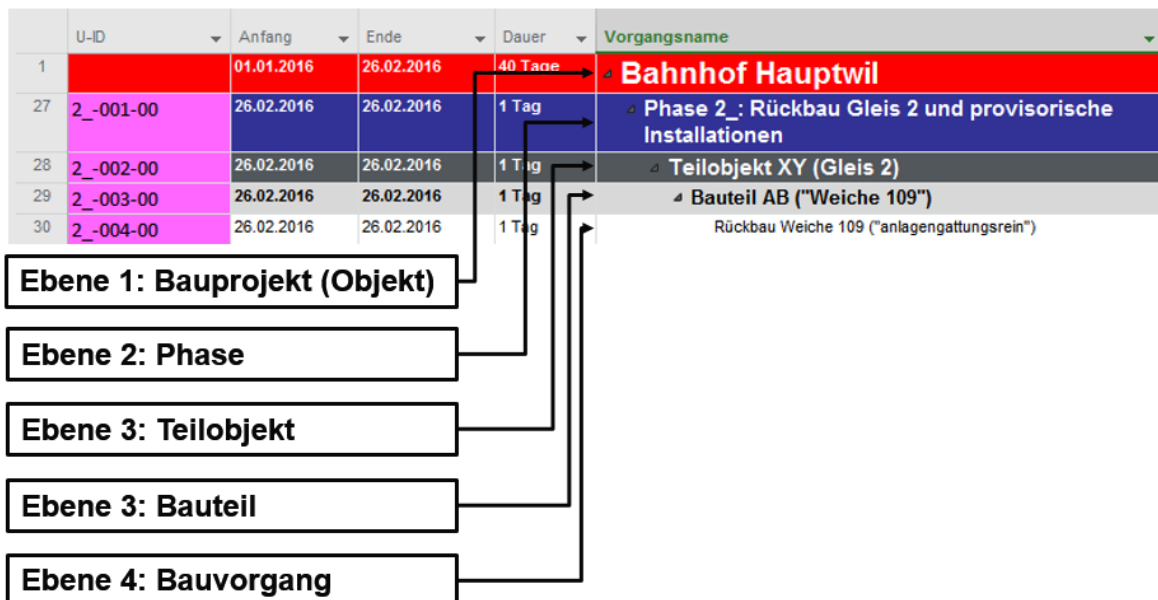 U-ID Anfang Ende Dauer Vorgangsname
1 01.01.2016 26.02.2016 40 Tage Bahnhof Hauptwil
27 2_-001-00 26.02.2016 26.02.2016 1 Tag Phase 2_: Rückbau Gleis 2 und provisorische
Installationen
28 2_-002-00 26.02.2016 26.02.2016 1 Tag Teilobjekt XY (Gleis 2)
29 2_-003-00 26.02.2016 26.02.2016 1 Tag Bauteil AB ("Weiche 109")
30 2_-004-00 26.02.2016 26.02.2016 1 Tag Rückbau Weiche 109 ("anlagengattungsrein")
Ebene 1: Bauprojekt (Objekt)
Ebene 2: Phase
Ebene 3: Teilobjekt
Ebene 3: Bauteil
Ebene 4: Bauvorgang